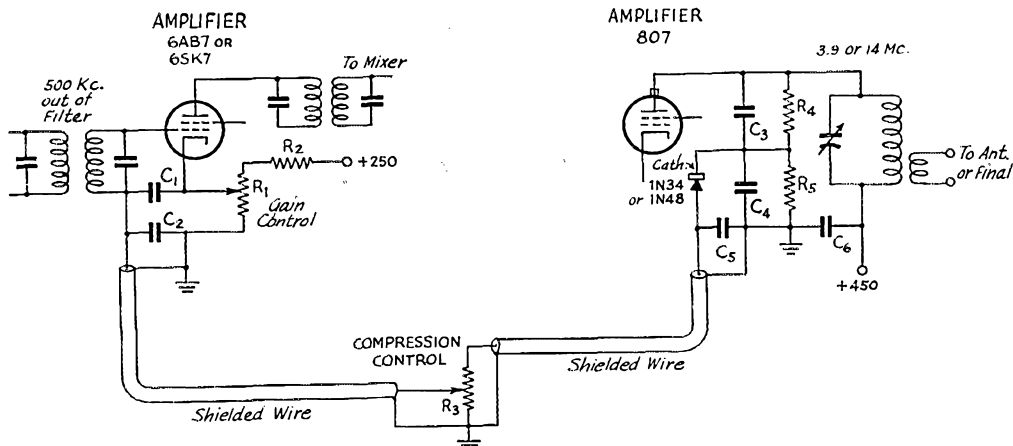 AMPLIFIER
6AB7 OR
6SK7
To Mixer
500 Kc.
out of
Filter
R2
+250
C1
R1
Gain
Control
C2
AMPLIFIER
807
3.9 or 14 Mc.
C3
R4
Cath.
1N34
or 1N48
C4
R5
C5
C6
+450
To Ant.
or Final
COMPRESSION
CONTROL
R3
Shielded Wire
Shielded Wire